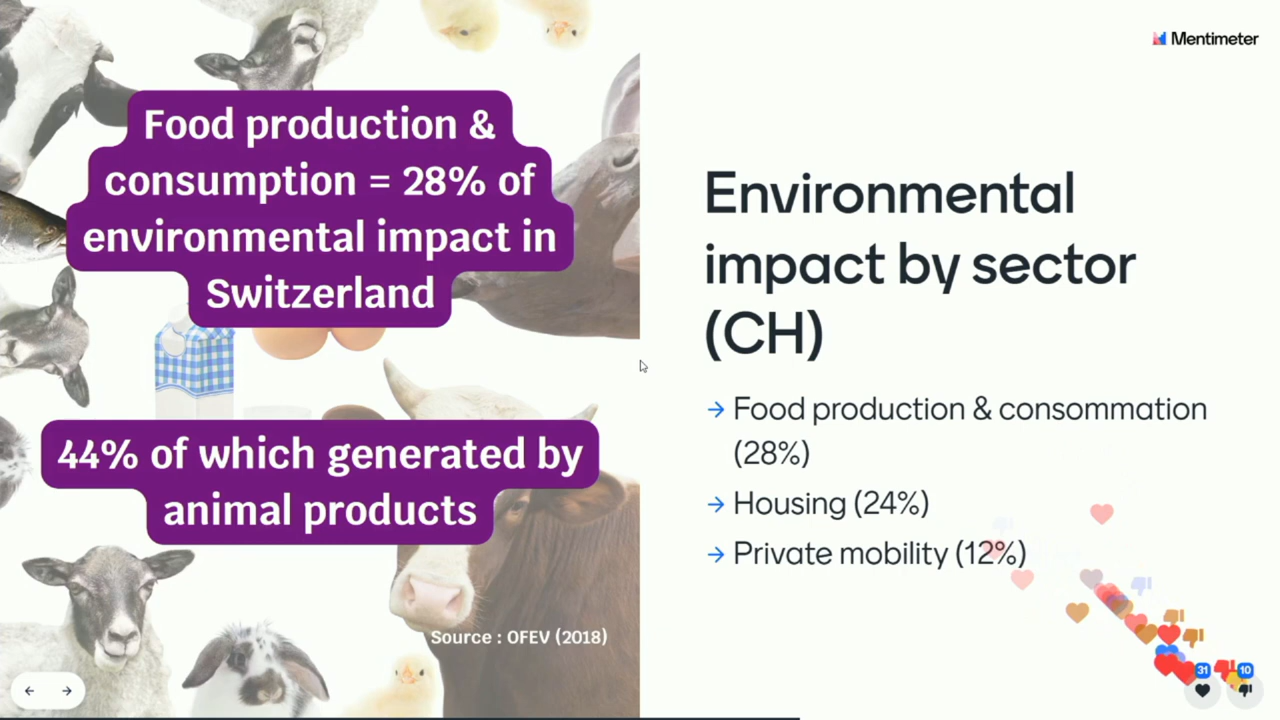 Mentimeter
Food production &
consumption = 28% of
environmental impact in
Switzerland
44% of which generated by
animal products
Source : OFEV (2018)
Environmental
impact by sector
(CH)
→ Food production & consommation
(28%)
→ Housing (24%)
→ Private mobility (12%)
31
10